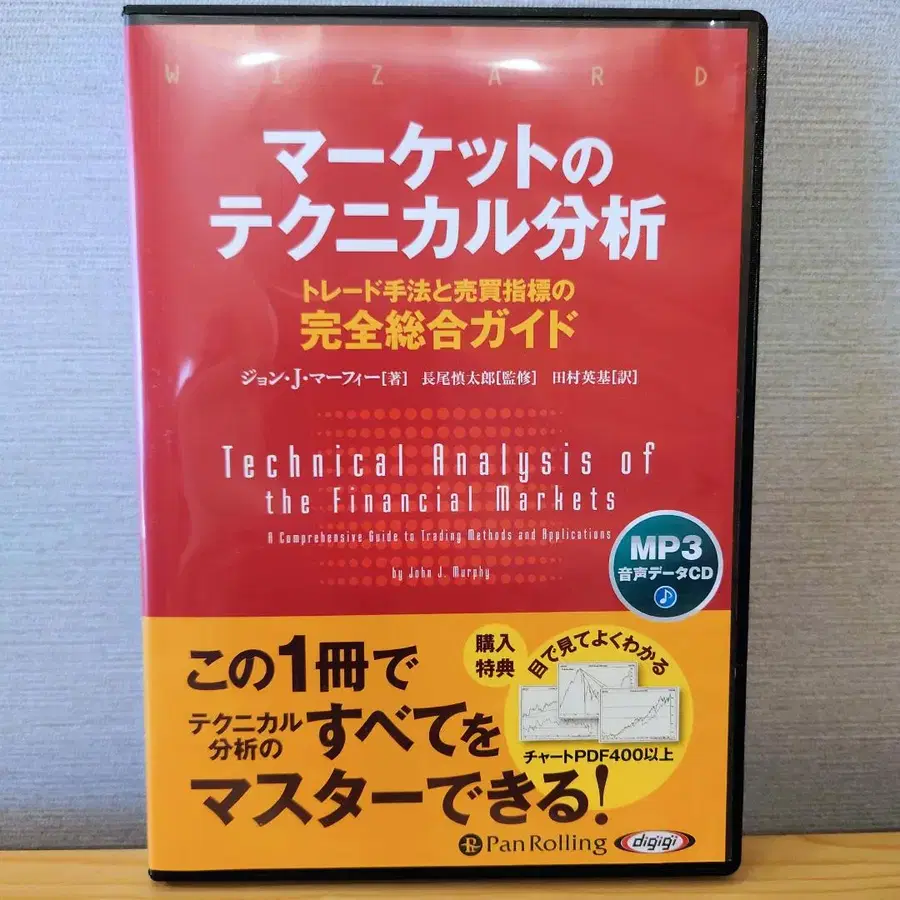 WIZARD
マーケットの
テクニカル分析
トレード手法と売買指標の
完全総合ガイド
ジョン・J・マーフィー[著] 長尾慎太郎[監修] 田村英基[訳]
Technical Analysis of
the Financial Markets
A Comprehensive Guide to Trading Methods and Applications
by John J. Murphy
MP3
音声データCD
この1冊で
テクニカル
分析の
すべてを
マスターできる!
購入
特典
目で見てよくわかる
チャートPDF400以上
PanRolling
digigi